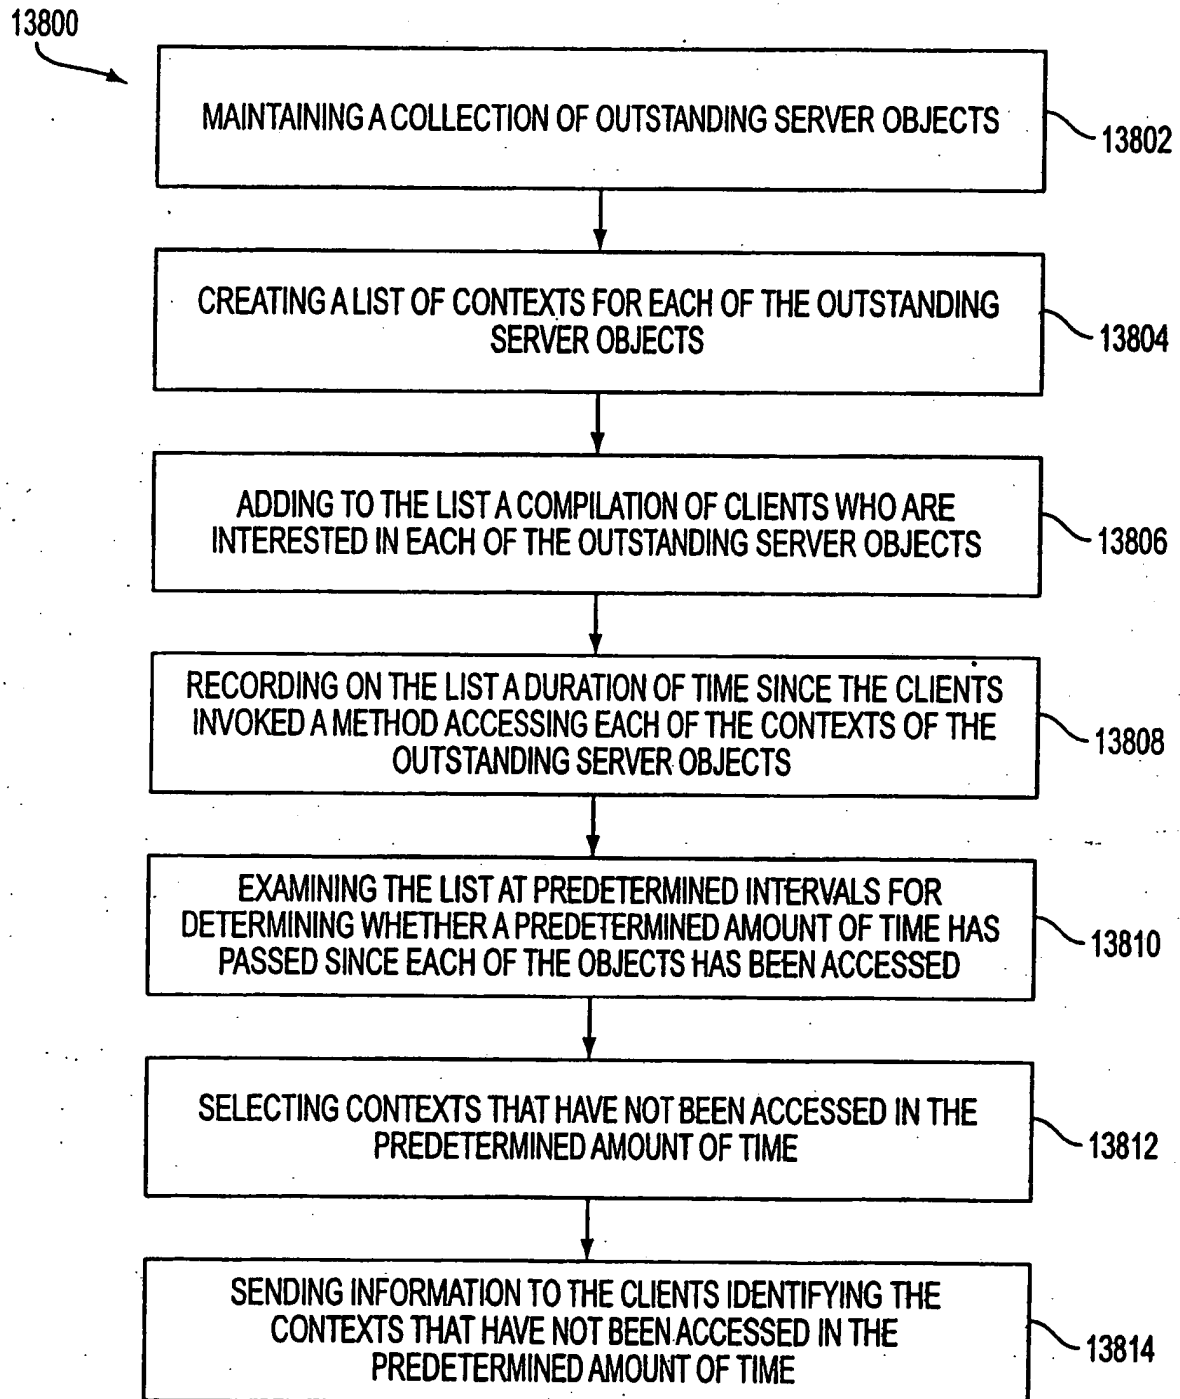 13800
MAINTAINING A COLLECTION OF OUTSTANDING SERVER OBJECTS
13802
CREATING A LIST OF CONTEXTS FOR EACH OF THE OUTSTANDING
SERVER OBJECTS
13804
ADDING TO THE LIST A COMPILATION OF CLIENTS WHO ARE
INTERESTED IN EACH OF THE OUTSTANDING SERVER OBJECTS
13806
RECORDING ON THE LIST A DURATION OF TIME SINCE THE CLIENTS
INVOKED A METHOD ACCESSING EACH OF THE CONTEXTS OF THE
OUTSTANDING SERVER OBJECTS
13808
EXAMINING THE LIST AT PREDETERMINED INTERVALS FOR
DETERMINING WHETHER A PREDETERMINED AMOUNT OF TIME HAS
PASSED SINCE EACH OF THE OBJECTS HAS BEEN ACCESSED
13810
SELECTING CONTEXTS THAT HAVE NOT BEEN ACCESSED IN THE
PREDETERMINED AMOUNT OF TIME
13812
SENDING INFORMATION TO THE CLIENTS IDENTIFYING THE
CONTEXTS THAT HAVE NOT BEEN ACCESSED IN THE
PREDETERMINED AMOUNT OF TIME
13814